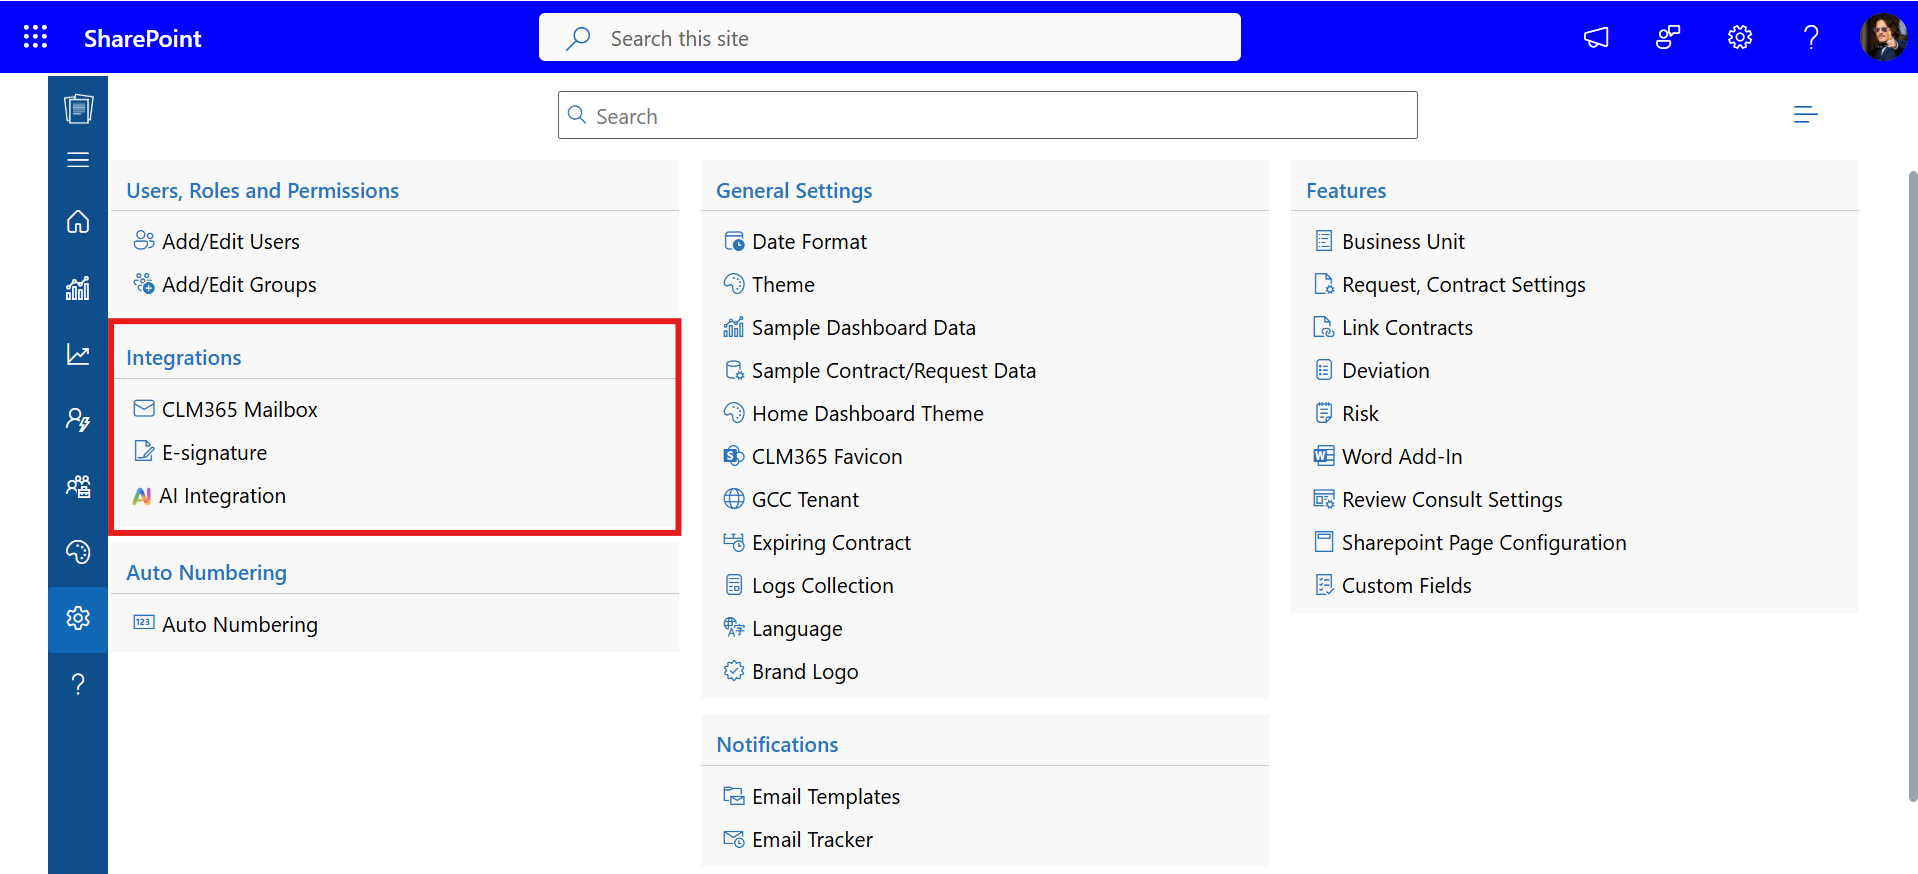 SharePoint
Search this site
Search
Users, Roles and Permissions
Add/Edit Users
Add/Edit Groups
Integrations
CLM365 Mailbox
E-signature
AI AI Integration
Auto Numbering
123 Auto Numbering
General Settings
Date Format
Theme
Sample Dashboard Data
Sample Contract/Request Data
Home Dashboard Theme
CLM365 Favicon
GCC Tenant
Expiring Contract
Logs Collection
Language
Brand Logo
Notifications
Email Templates
Email Tracker
Features
Business Unit
Request, Contract Settings
Link Contracts
Deviation
Risk
Word Add-In
Review Consult Settings
Sharepoint Page Configuration
Custom Fields